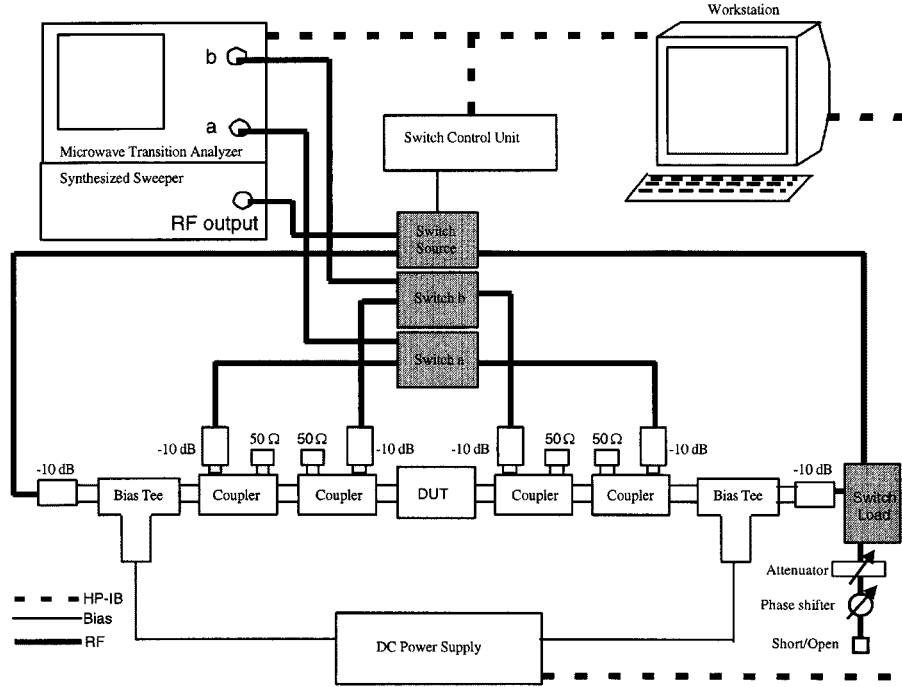 Workstation
b
a
Microwave Transition Analyzer
Synthesized Sweeper
RF output
Switch Control Unit
Switch
Source
Switch b
Switch a
-10 dB
50 Ω
50 Ω
-10 dB
-10 dB
50 Ω
50 Ω
-10 dB
-10 dB
Bias Tee
Coupler
Coupler
DUT
Coupler
Coupler
Bias Tee
-10 dB
Switch
Load
Attenuator
Phase shifter
Short/Open
HP-IB
Bias
RF
DC Power Supply